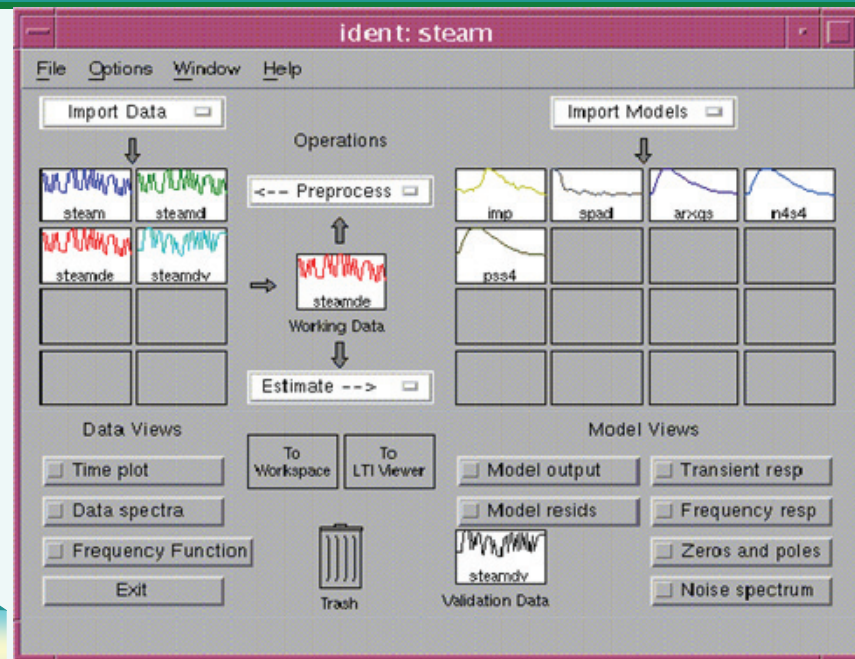 ident: steam
File Options Window Help
Import Data
Operations
Import Models
steam
steamd
<-- Preprocess
imp
spad
arxqs
n4s4
steamde
steamdv
steamde
Working Data
pss4
Estimate -->
Data Views
Model Views
To Workspace
To LTI Viewer
Time plot
Data spectra
Frequency Function
Exit
Trash
Model output
Model resids
steamdv
Validation Data
Transient resp
Frequency resp
Zeros and poles
Noise spectrum